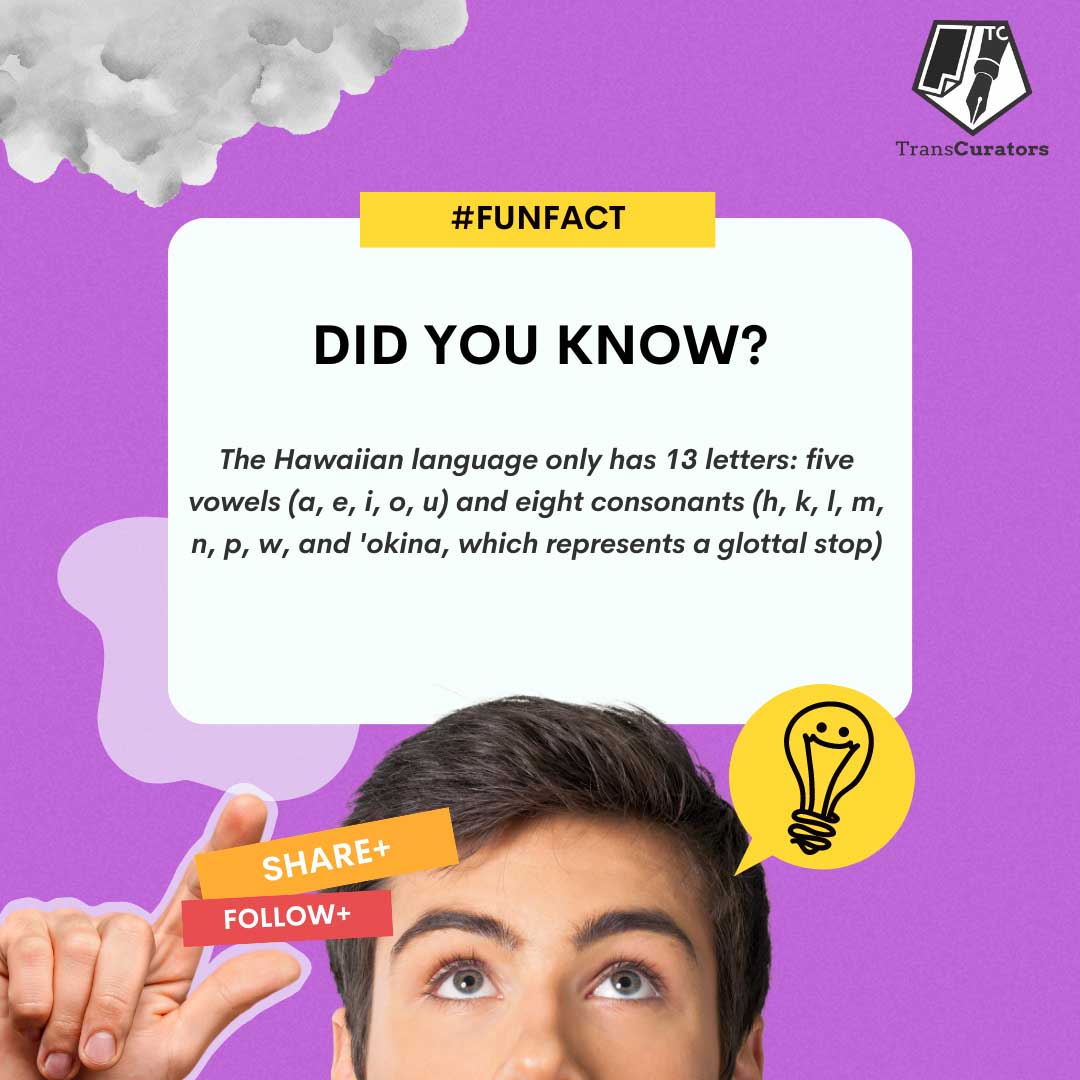 TC
TransCurators
#FUNFACT
DID YOU KNOW?
The Hawaiian language only has 13 letters: five
vowels (a, e, i, o, u) and eight consonants (h, k, l, m,
n, p, w, and 'okina, which represents a glottal stop)
SHARE+
FOLLOW+